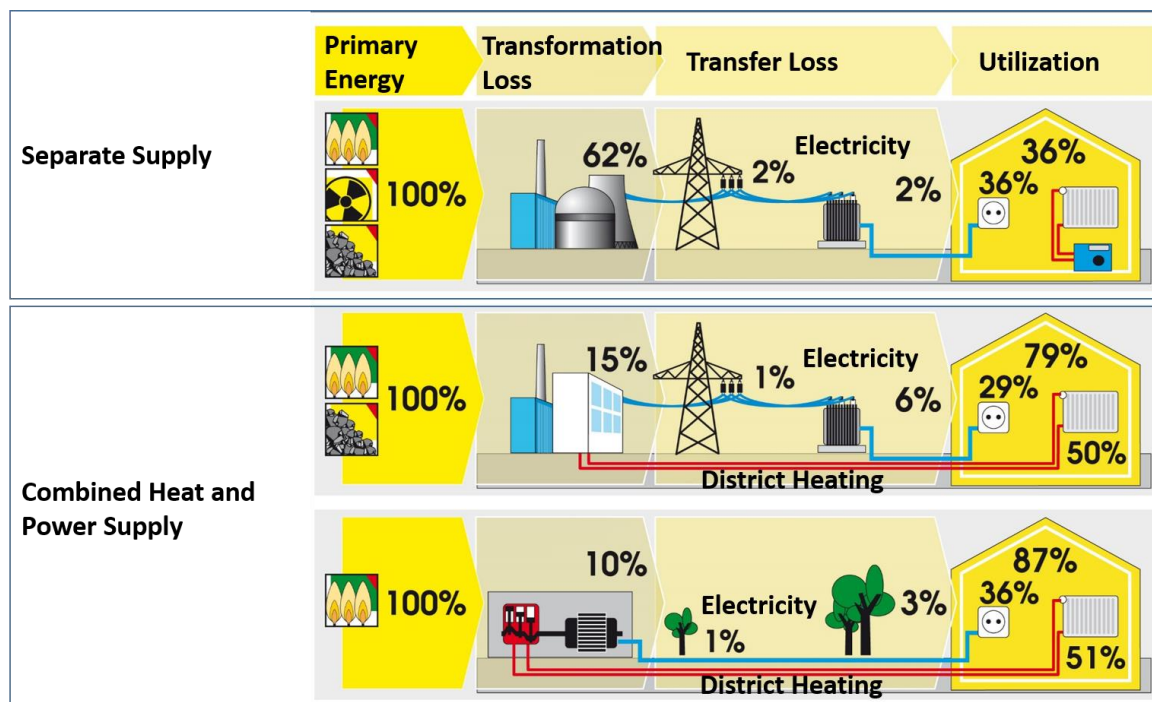 Primary
Energy
Transformation
Loss
Transfer Loss
Utilization
Separate Supply
100%
62%
2%
Electricity
2%
36%
36%
Combined Heat and
Power Supply
100%
15%
1%
Electricity
6%
79%
29%
50%
District Heating
100%
10%
Electricity
1%
3%
87%
36%
51%
District Heating